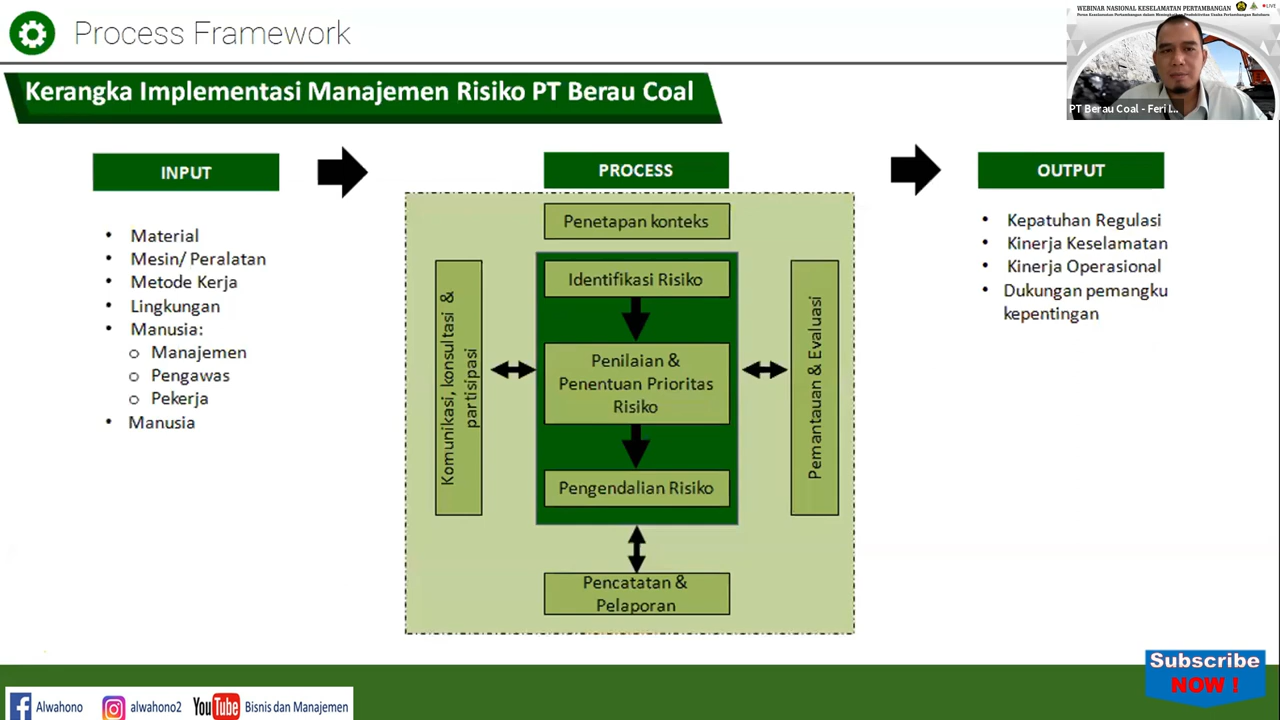 Process Framework
WEBINAR NASIONAL KESELAMATAN PERTAMBANGAN
LIVE
Kerangka Implementasi Manajemen Risiko PT Berau Coal
PT Berau Coal - Feri I...
INPUT
PROCESS
OUTPUT
• Material
• Mesin/ Peralatan
• Metode Kerja
• Lingkungan
• Manusia:
o Manajemen
o Pengawas
o Pekerja
• Manusia
Penetapan konteks
Komunikasi, konsultasi &
partisipasi
Identifikasi Risiko
Penilaian &
Penentuan Prioritas
Risiko
Pengendalian Risiko
Pemantauan & Evaluasi
Pencatatan &
Pelaporan
• Kepatuhan Regulasi
• Kinerja Keselamatan
• Kinerja Operasional
• Dukungan pemangku
kepentingan
Subscribe
NOW !
Alwahono
alwahono2
YouTube Bisnis dan Manajemen